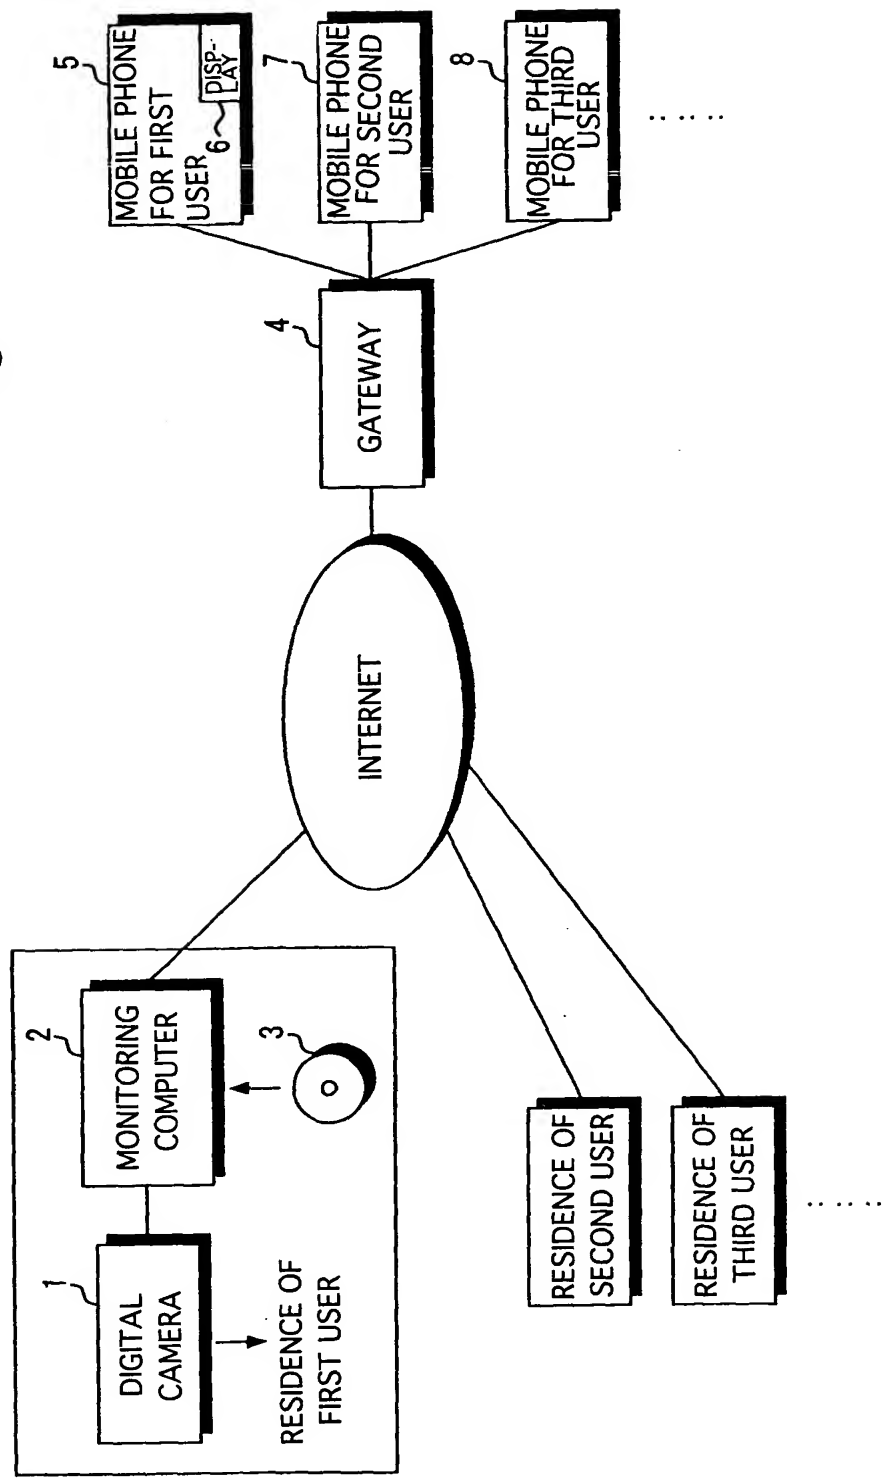 1
DIGITAL
CAMERA
RESIDENCE OF
FIRST USER
2
MONITORING
COMPUTER
3
RESIDENCE OF
SECOND USER
RESIDENCE OF
THIRD USER
INTERNET
4
GATEWAY
5
MOBILE PHONE
FOR FIRST
USER
6
DISP-
LAY
7
MOBILE PHONE
FOR SECOND
USER
8
MOBILE PHONE
FOR THIRD
USER